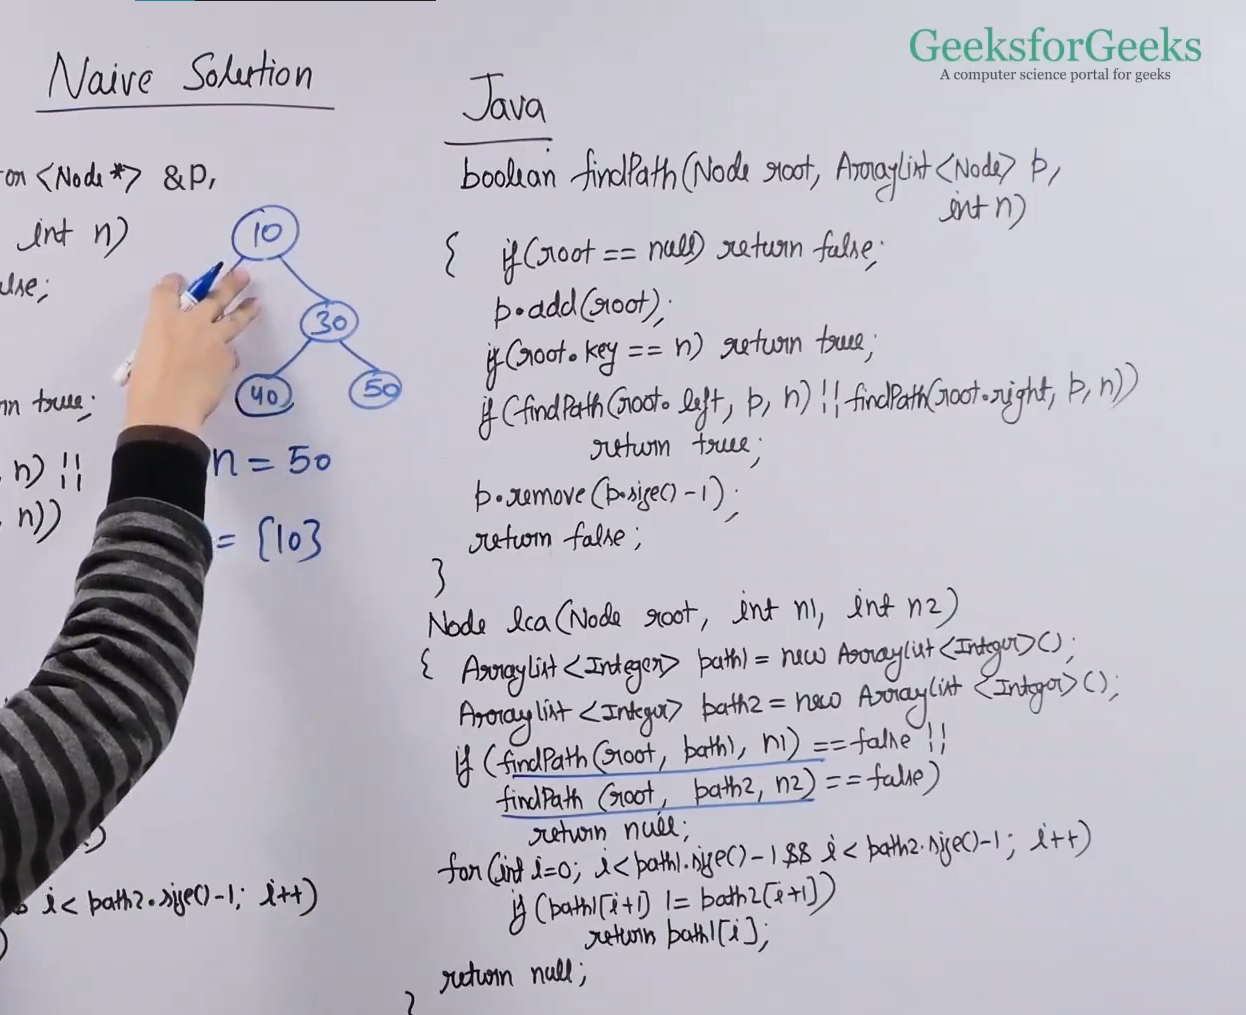 GeeksforGeeks
A computer science portal for geeks
Naive Solution
<Node*> &P,
int n)
10
30
40
50
true;
n) ||
n))
n = 50
= {10}
i < path2.size()-1; i++)
Java
boolean findPath(Node root, ArrayList<Node> p,
int n)
{ if(root == null) return false;
p.add(root);
if(root.key == n) return true;
if(findPath(root.left, p, n) || findPath(root.right, p, n))
return true;
p.remove(p.size()-1);
return false;
}
Node lca(Node root, int n1, int n2)
{ ArrayList<Integer> path1 = new ArrayList<Integer>();
ArrayList<Integer> path2 = new ArrayList<Integer>();
if (findPath(root, path1, n1) == false ||
findPath(root, path2, n2) == false)
return null;
for(int i=0; i<path1.size()-1 && i<path2.size()-1; i++)
if (path1[i+1] != path2[i+1])
return path1[i];
return null;
}